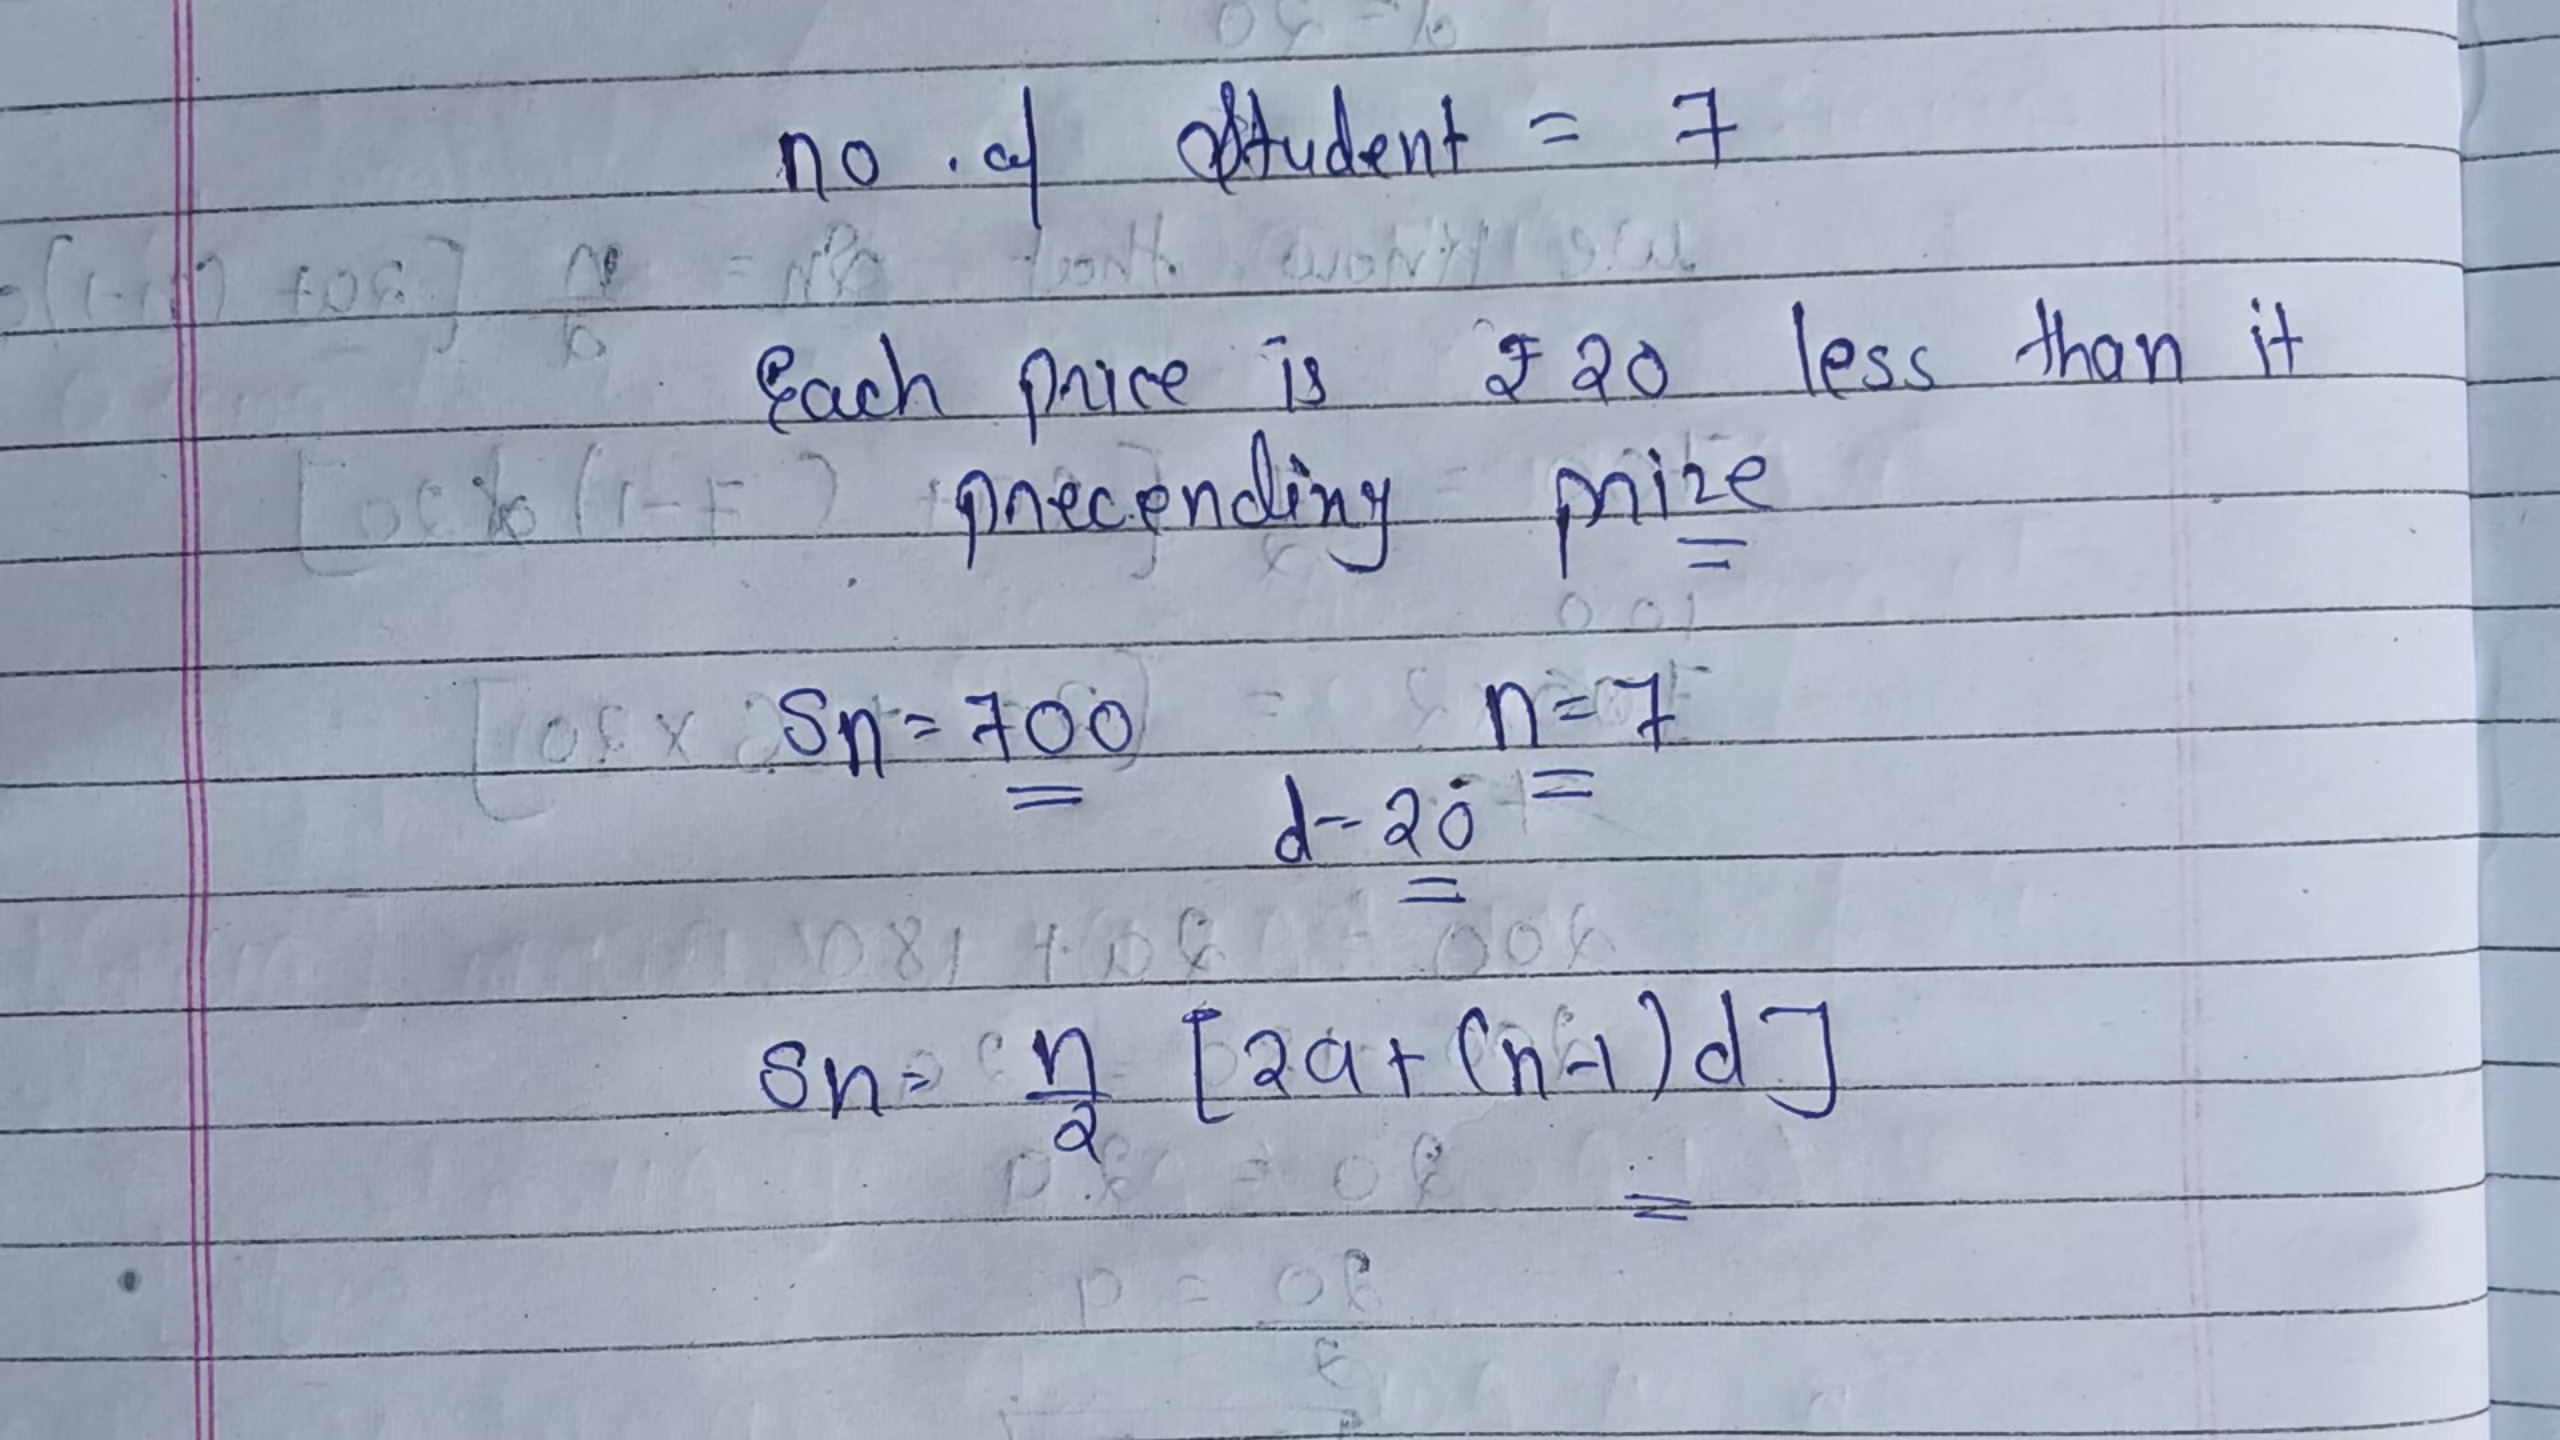 no. of Student = 7
Each price is ₹20 less than it
precending prize
Sn = 700 n = 7
d - 20
Sn = n/2 [2a + (n-1)d]